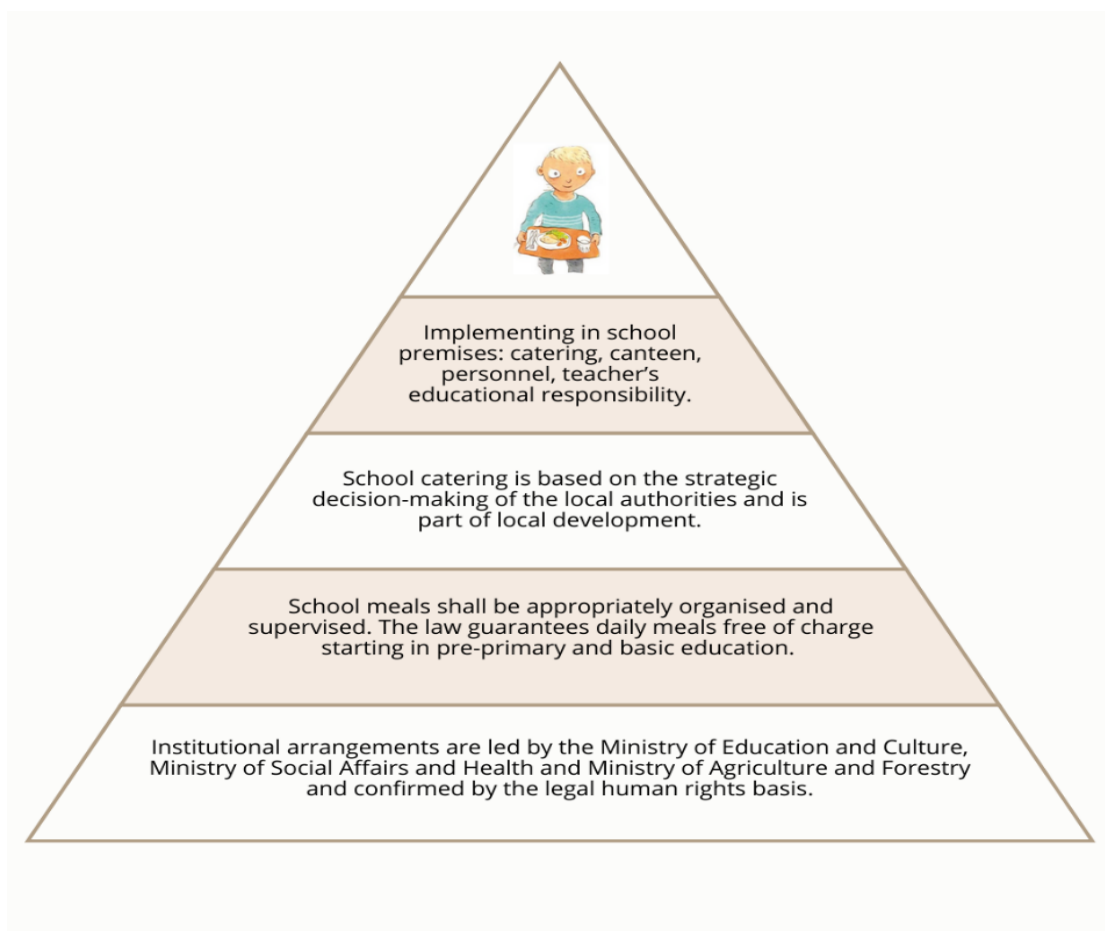 Implementing in school
premises: catering, canteen,
personnel, teacher’s
educational responsibility.
School catering is based on the strategic
decision-making of the local authorities and is
part of local development.
School meals shall be appropriately organised and
supervised. The law guarantees daily meals free of charge
starting in pre-primary and basic education.
Institutional arrangements are led by the Ministry of Education and Culture,
Ministry of Social Affairs and Health and Ministry of Agriculture and Forestry
and confirmed by the legal human rights basis.